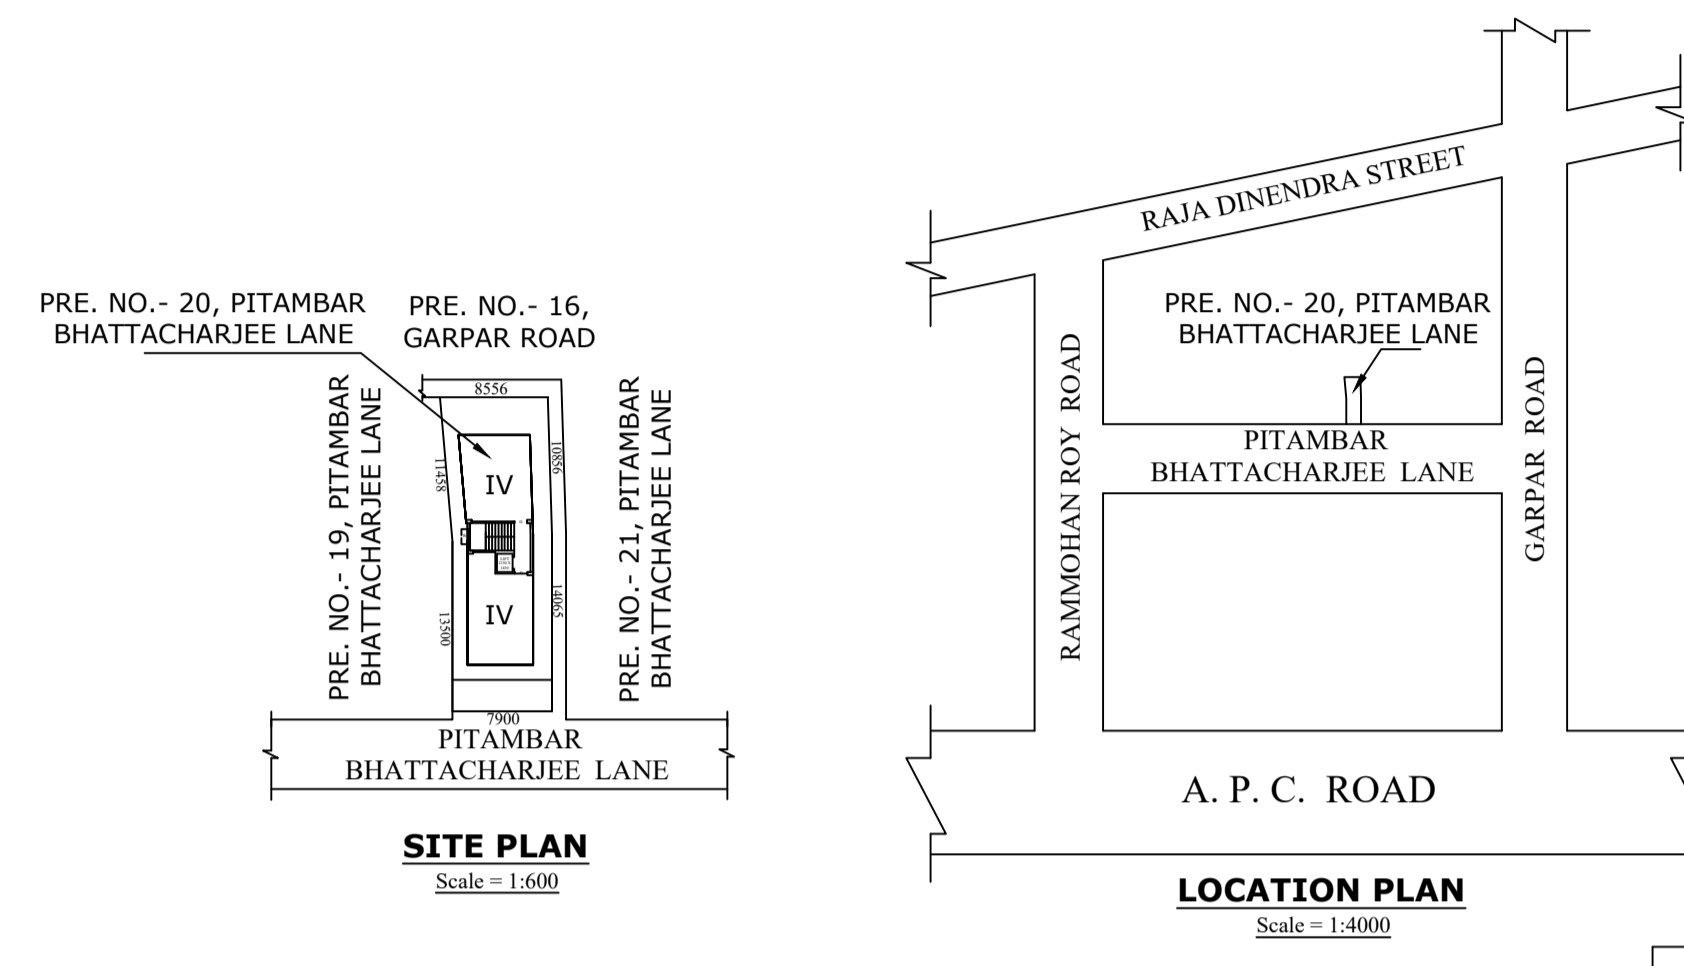 PRE. NO.- 20, PITAMBAR
BHATTACHARJEE LANE
PRE. NO.- 16,
GARPAR ROAD
PRE. NO.- 19, PITAMBAR
BHATTACHARJEE LANE
8556
11458
10856
IV
IV
13500
14065
7900
PRE. NO.- 21, PITAMBAR
BHATTACHARJEE LANE
PITAMBAR
BHATTACHARJEE LANE
SITE PLAN
Scale = 1:600
RAJA DINENDRA STREET
PRE. NO.- 20, PITAMBAR
BHATTACHARJEE LANE
RAMMOHAN ROY ROAD
PITAMBAR
BHATTACHARJEE LANE
GARPAR ROAD
A. P. C. ROAD
LOCATION PLAN
Scale = 1:4000